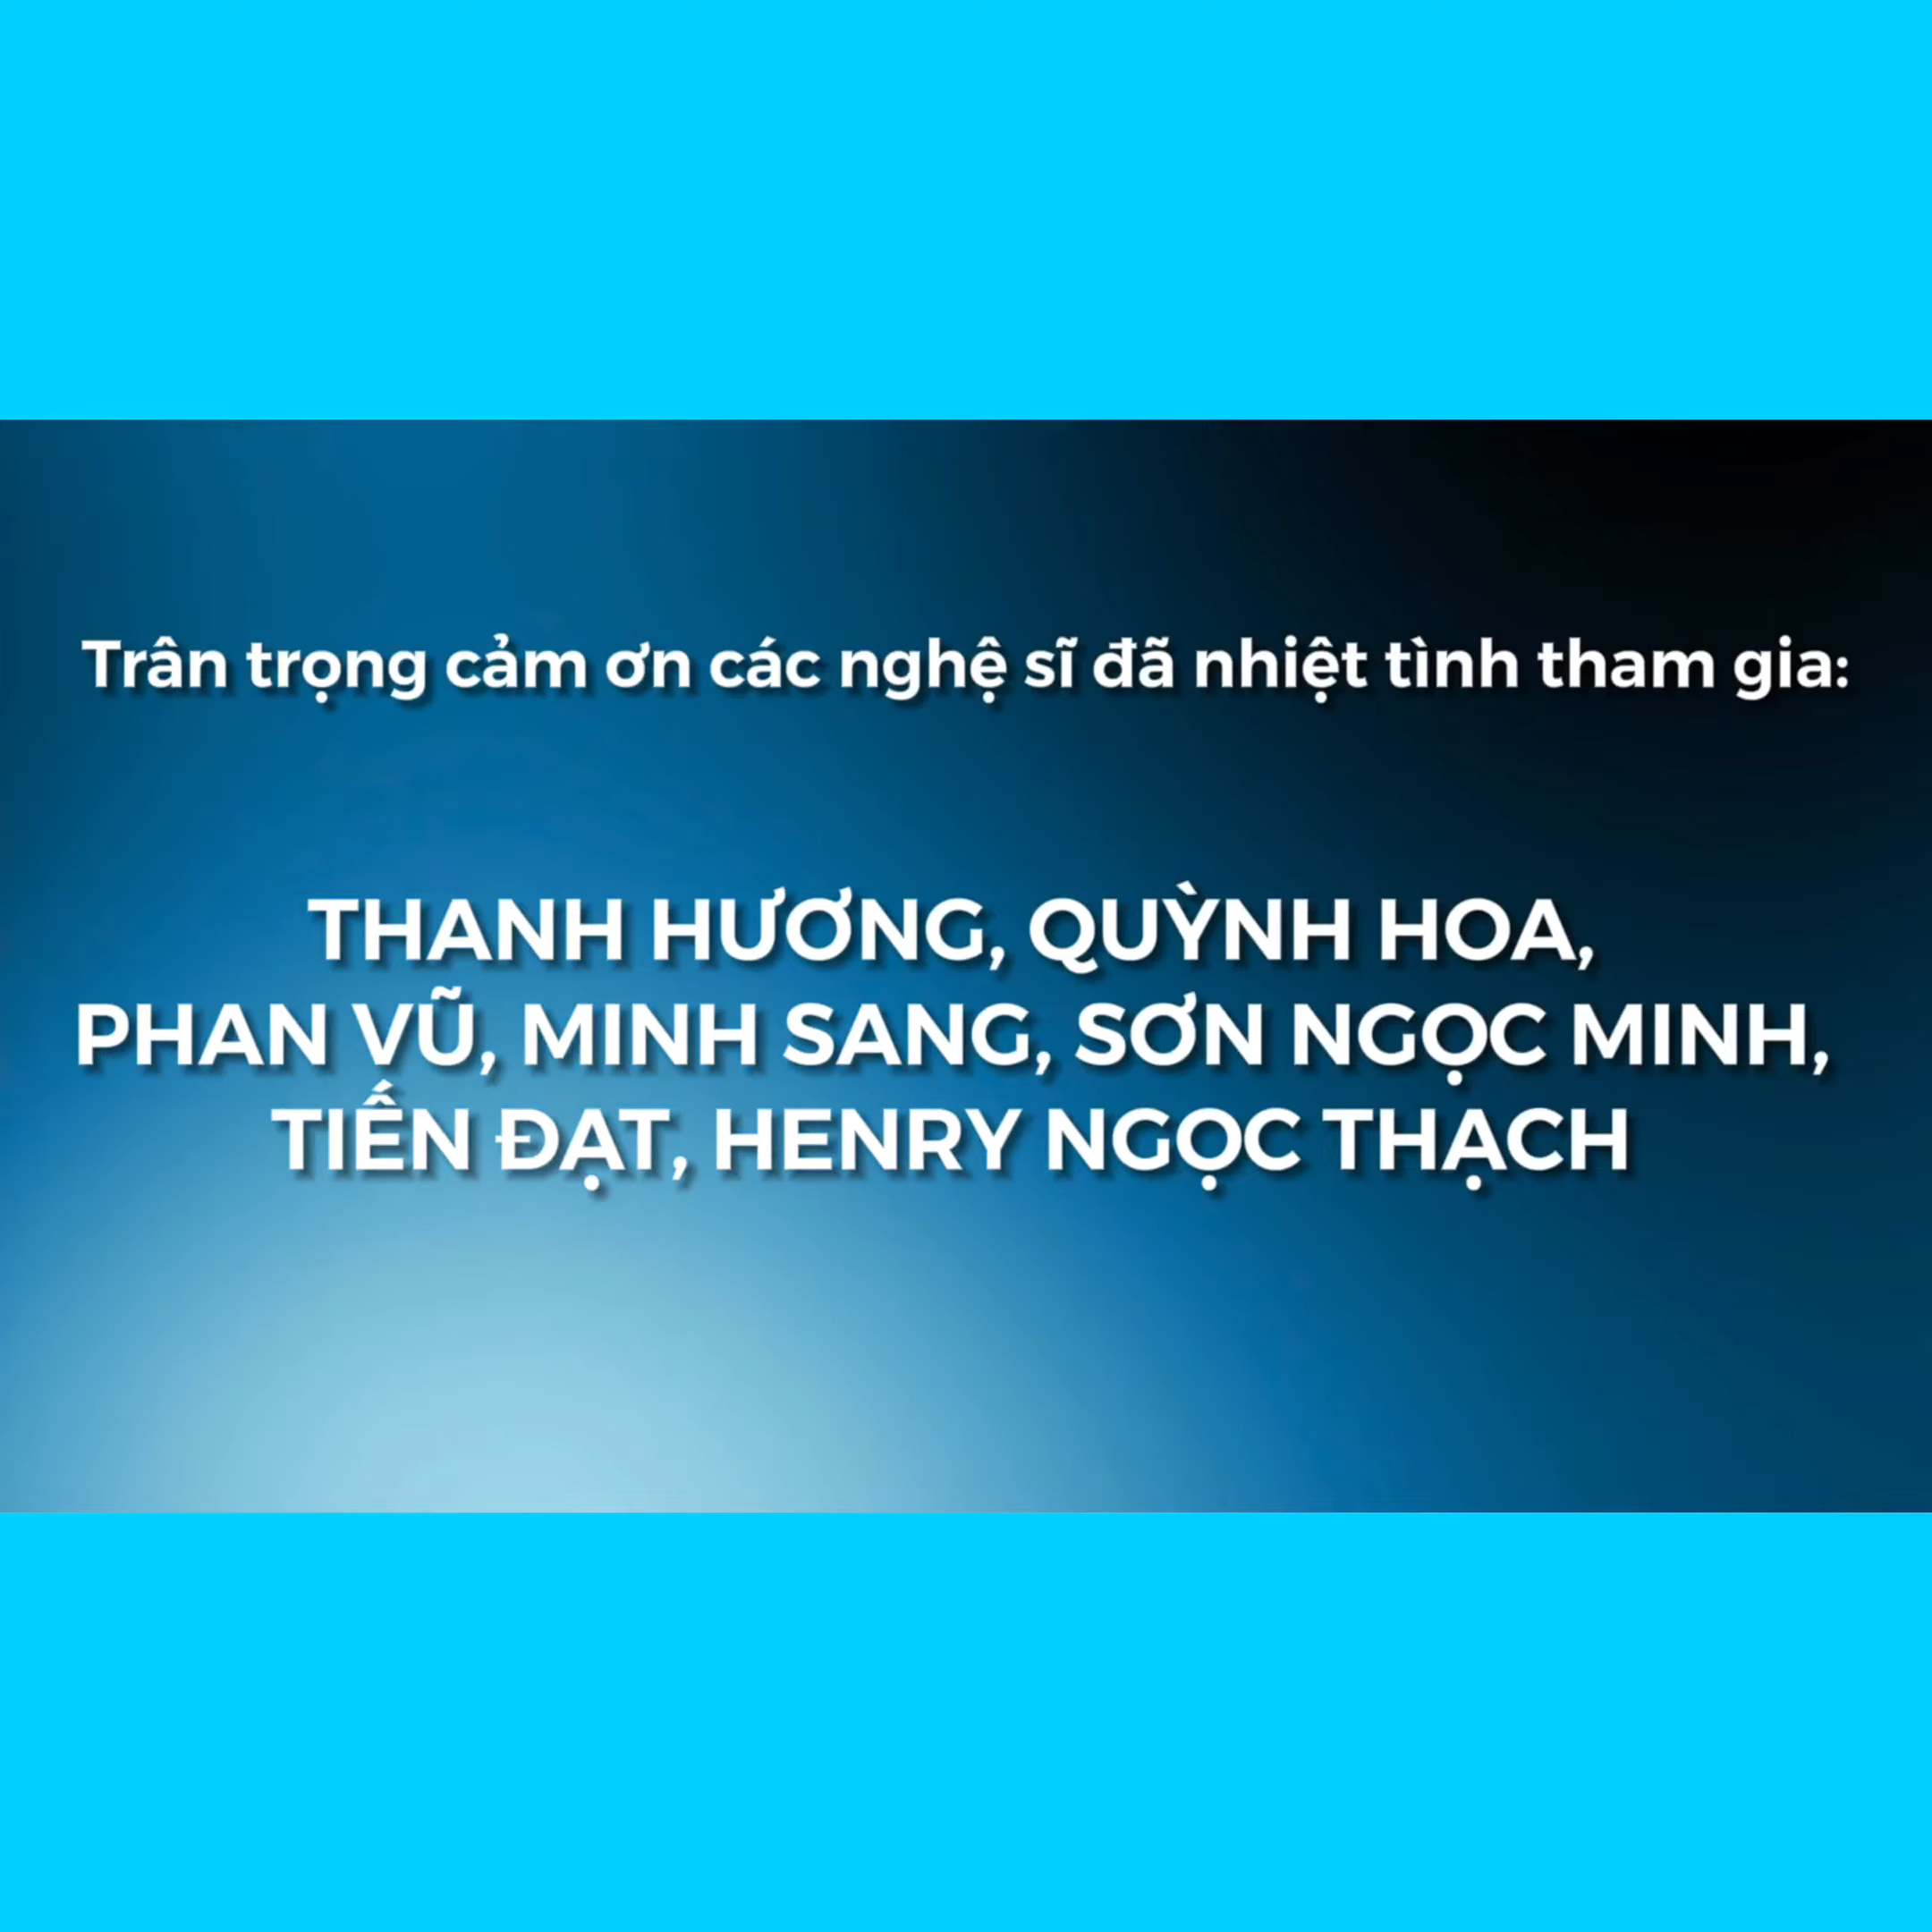 Trân trọng cảm ơn các nghệ sĩ đã nhiệt tình tham gia:
THANH HƯƠNG, QUỲNH HOA,
PHAN VŨ, MINH SANG, SƠN NGỌC MINH,
TIẾN ĐẠT, HENRY NGỌC THẠCH